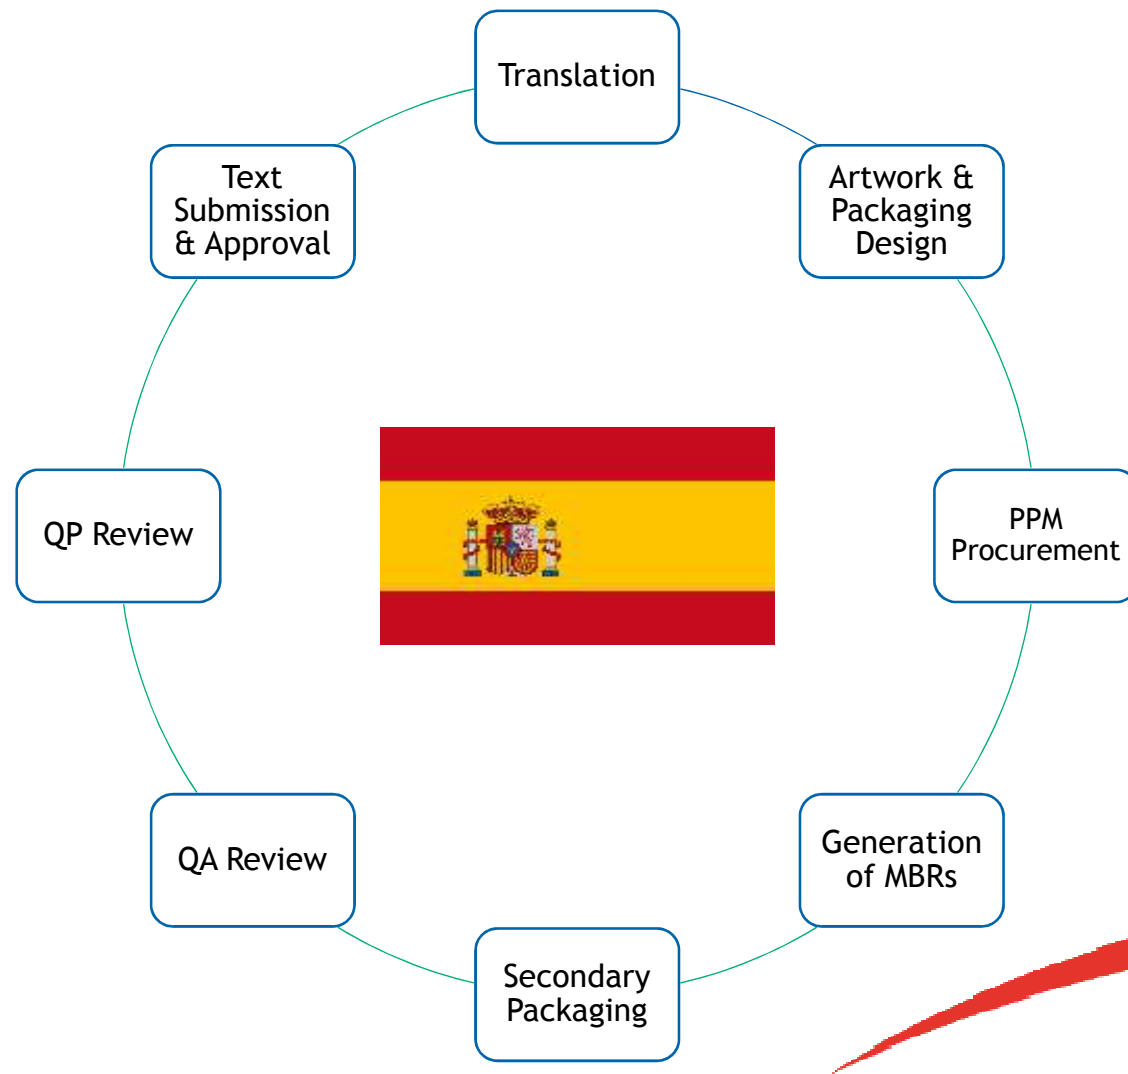 Translation
Artwork &
Packaging
Design
PPM
Procurement
Generation
of MBRs
Secondary
Packaging
QA Review
QP Review
Text
Submission
& Approval